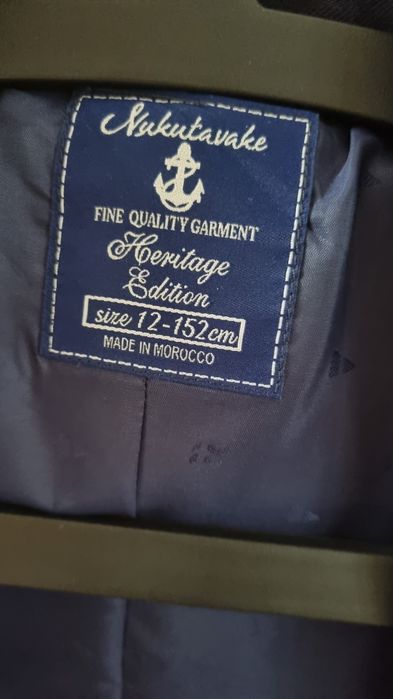 Nukutavake
FINE QUALITY GARMENT
Heritage
Edition
size 12-152cm
MADE IN MOROCCO